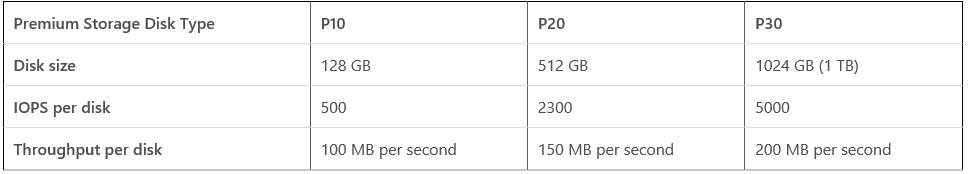 Premium Storage Disk Type P10 P20 P30
Disk size 128 GB 512 GB 1024 GB (1 TB)
IOPS per disk 500 2300 5000
Throughput per disk 100 MB per second 150 MB per second 200 MB per second